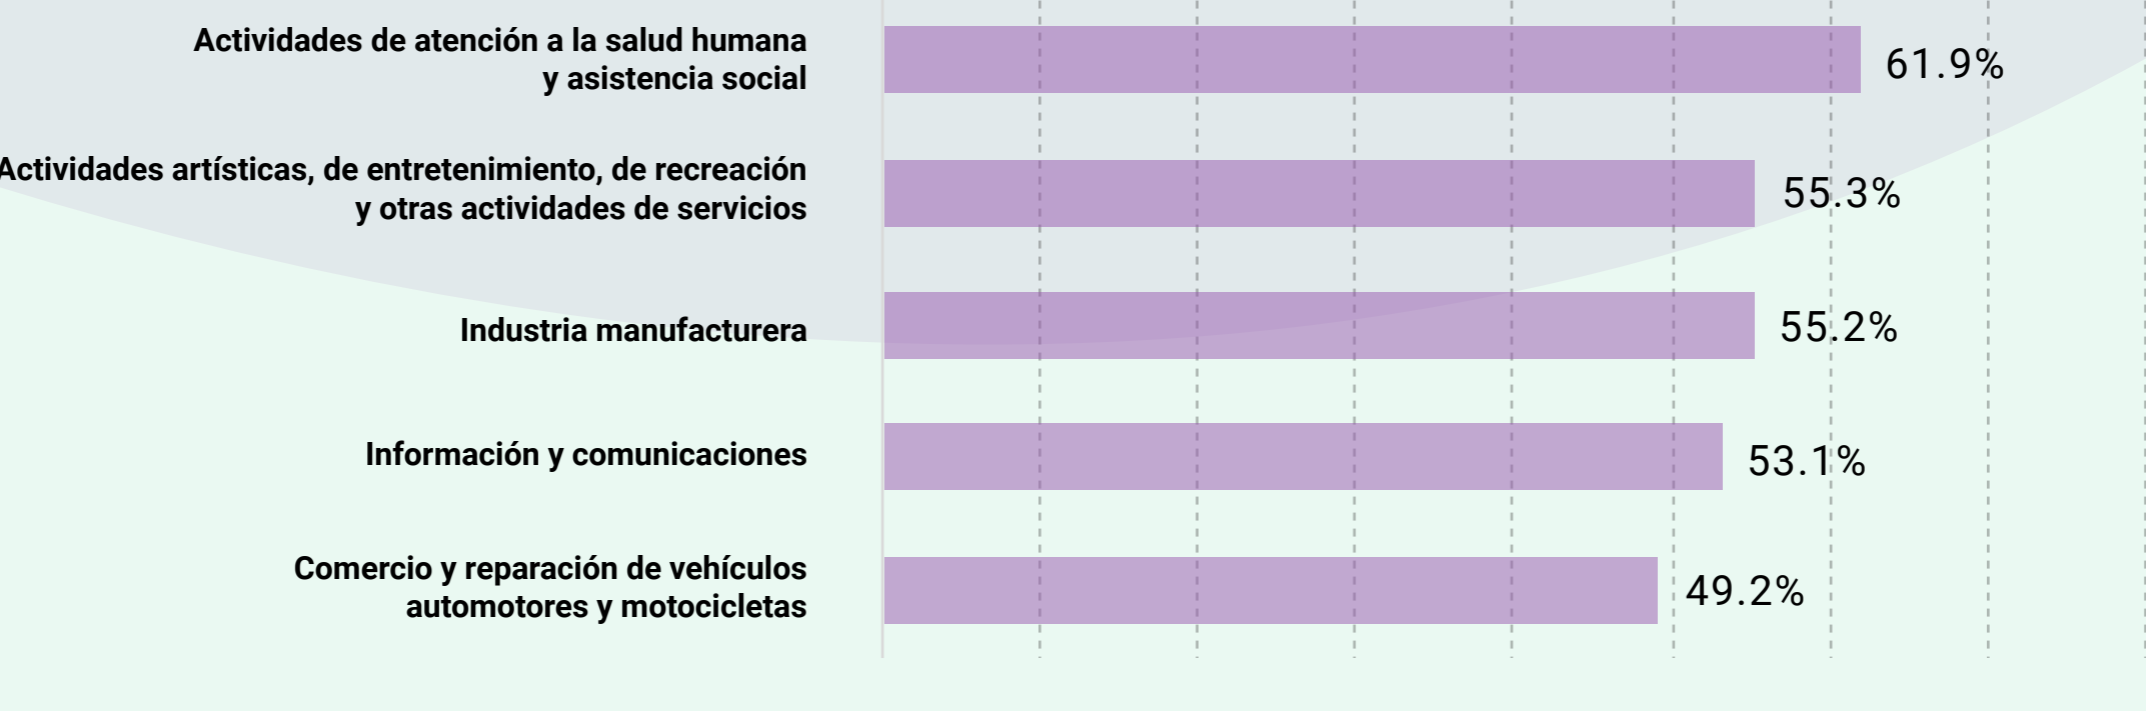 Actividades de atención a la salud humana
y asistencia social
61.9%
Actividades artísticas, de entretenimiento, de recreación
y otras actividades de servicios
55.3%
Industria manufacturera
55.2%
Información y comunicaciones
53.1%
Comercio y reparación de vehículos
automotores y motocicletas
49.2%